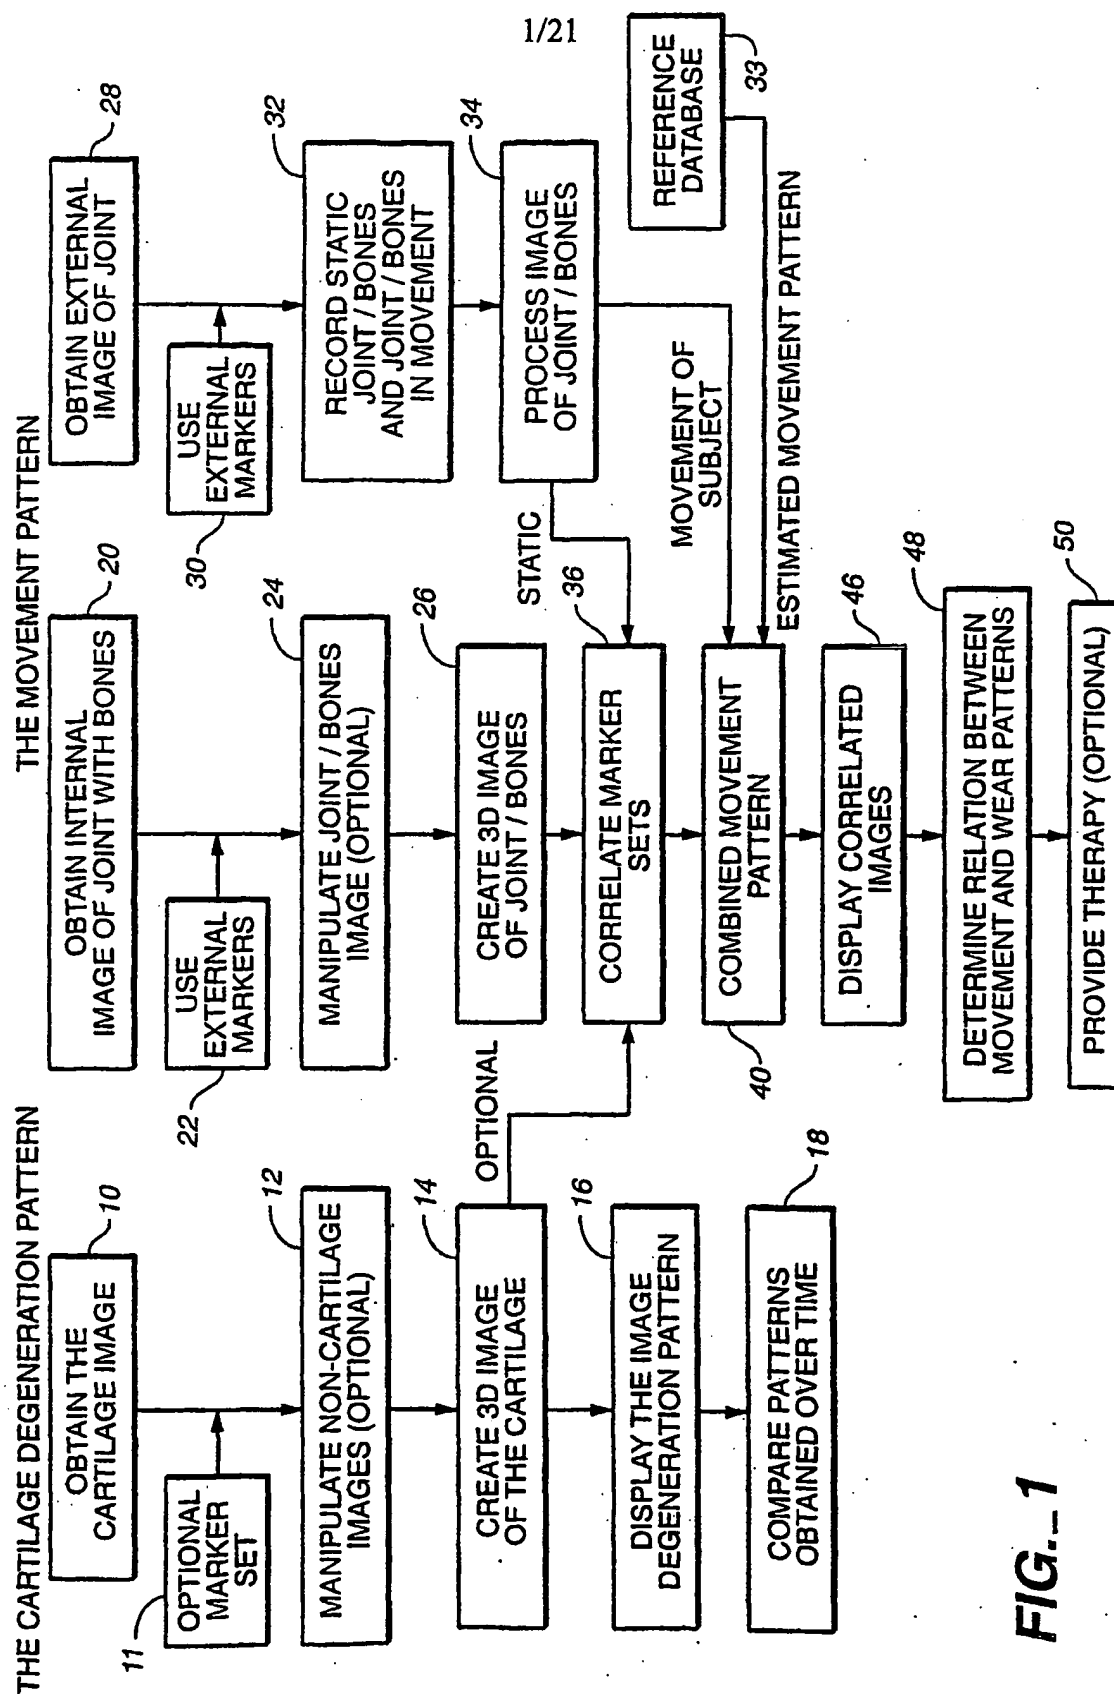 1/21
THE CARTILAGE DEGENERATION PATTERN
10
OBTAIN THE
CARTILAGE IMAGE
11
OPTIONAL
MARKER
SET
12
MANIPULATE NON-CARTILAGE
IMAGES (OPTIONAL)
14
CREATE 3D IMAGE
OF THE CARTILAGE
OPTIONAL
16
DISPLAY THE IMAGE
DEGENERATION PATTERN
18
COMPARE PATTERNS
OBTAINED OVER TIME
THE MOVEMENT PATTERN
20
OBTAIN INTERNAL
IMAGE OF JOINT WITH BONES
22
USE
EXTERNAL
MARKERS
24
MANIPULATE JOINT / BONES
IMAGE (OPTIONAL)
26
CREATE 3D IMAGE
OF JOINT / BONES
36
CORRELATE MARKER
SETS
40
COMBINED MOVEMENT
PATTERN
46
DISPLAY CORRELATED
IMAGES
48
DETERMINE RELATION BETWEEN
MOVEMENT AND WEAR PATTERNS
50
PROVIDE THERAPY (OPTIONAL)
28
OBTAIN EXTERNAL
IMAGE OF JOINT
30
USE
EXTERNAL
MARKERS
32
RECORD STATIC
JOINT / BONES
AND JOINT / BONES
IN MOVEMENT
34
PROCESS IMAGE
OF JOINT / BONES
STATIC
MOVEMENT OF
SUBJECT
33
REFERENCE
DATABASE
ESTIMATED MOVEMENT PATTERN
FIG._1